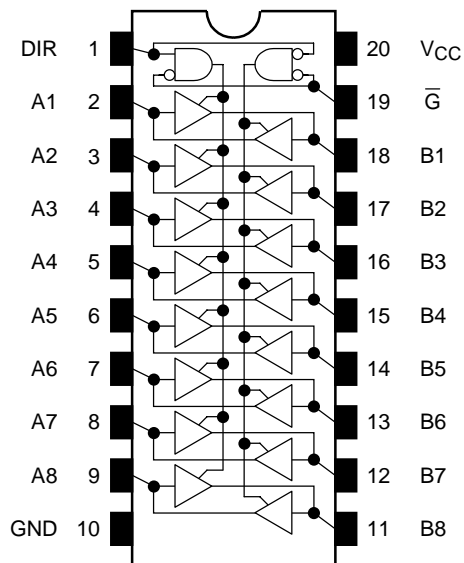 DIR 1 20 VCC
A1 2 19 G̅
A2 3 18 B1
A3 4 17 B2
A4 5 16 B3
A5 6 15 B4
A6 7 14 B5
A7 8 13 B6
A8 9 12 B7
GND 10 11 B8